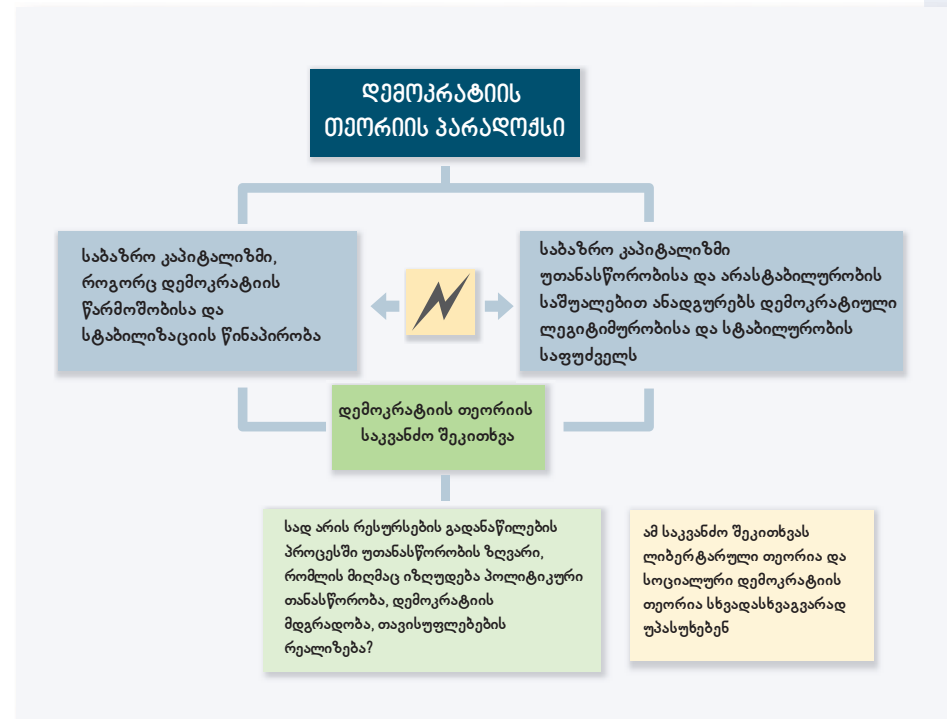 დემოკრატიის
თეორიის პარადოქსი
საბაზრო კაპიტალიზმი,
როგორც დემოკრატიის
წარმოშობისა და
სტაბილიზაციის წინაპირობა
საბაზრო კაპიტალიზმი
უთანასწორობისა და არასტაბილურობის
საშუალებით ანადგურებს დემოკრატიული
ლეგიტიმურობისა და სტაბილურობის
საფუძველს
დემოკრატიის თეორიის
საკვანძო შეკითხვა
სად არის რესურსების გადანაწილების
პროცესში უთანასწორობის ზღვარი,
რომლის მიღმაც იზღუდება პოლიტიკური
თანასწორობა, დემოკრატიის
მდგრადობა, თავისუფლებების
რეალიზება?
ამ საკვანძო შეკითხვას
ლიბერტარული თეორია და
სოციალური დემოკრატიის
თეორია სხვადასხვაგვარად
უპასუხებენ